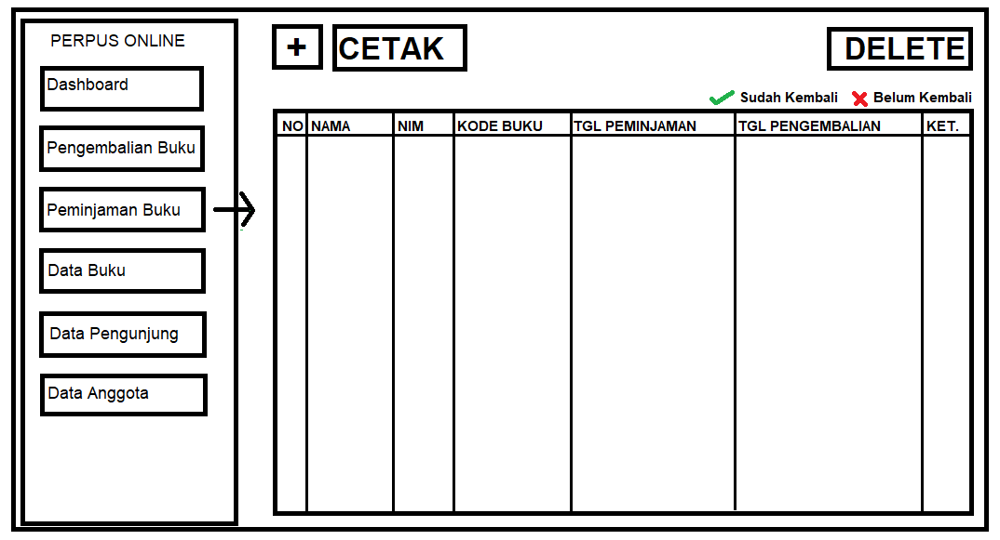 PERPUS ONLINE
Dashboard
Pengembalian Buku
Peminjaman Buku
Data Buku
Data Pengunjung
Data Anggota
+ CETAK DELETE
Sudah Kembali Belum Kembali
NO NAMA NIM KODE BUKU TGL PEMINJAMAN TGL PENGEMBALIAN KET.